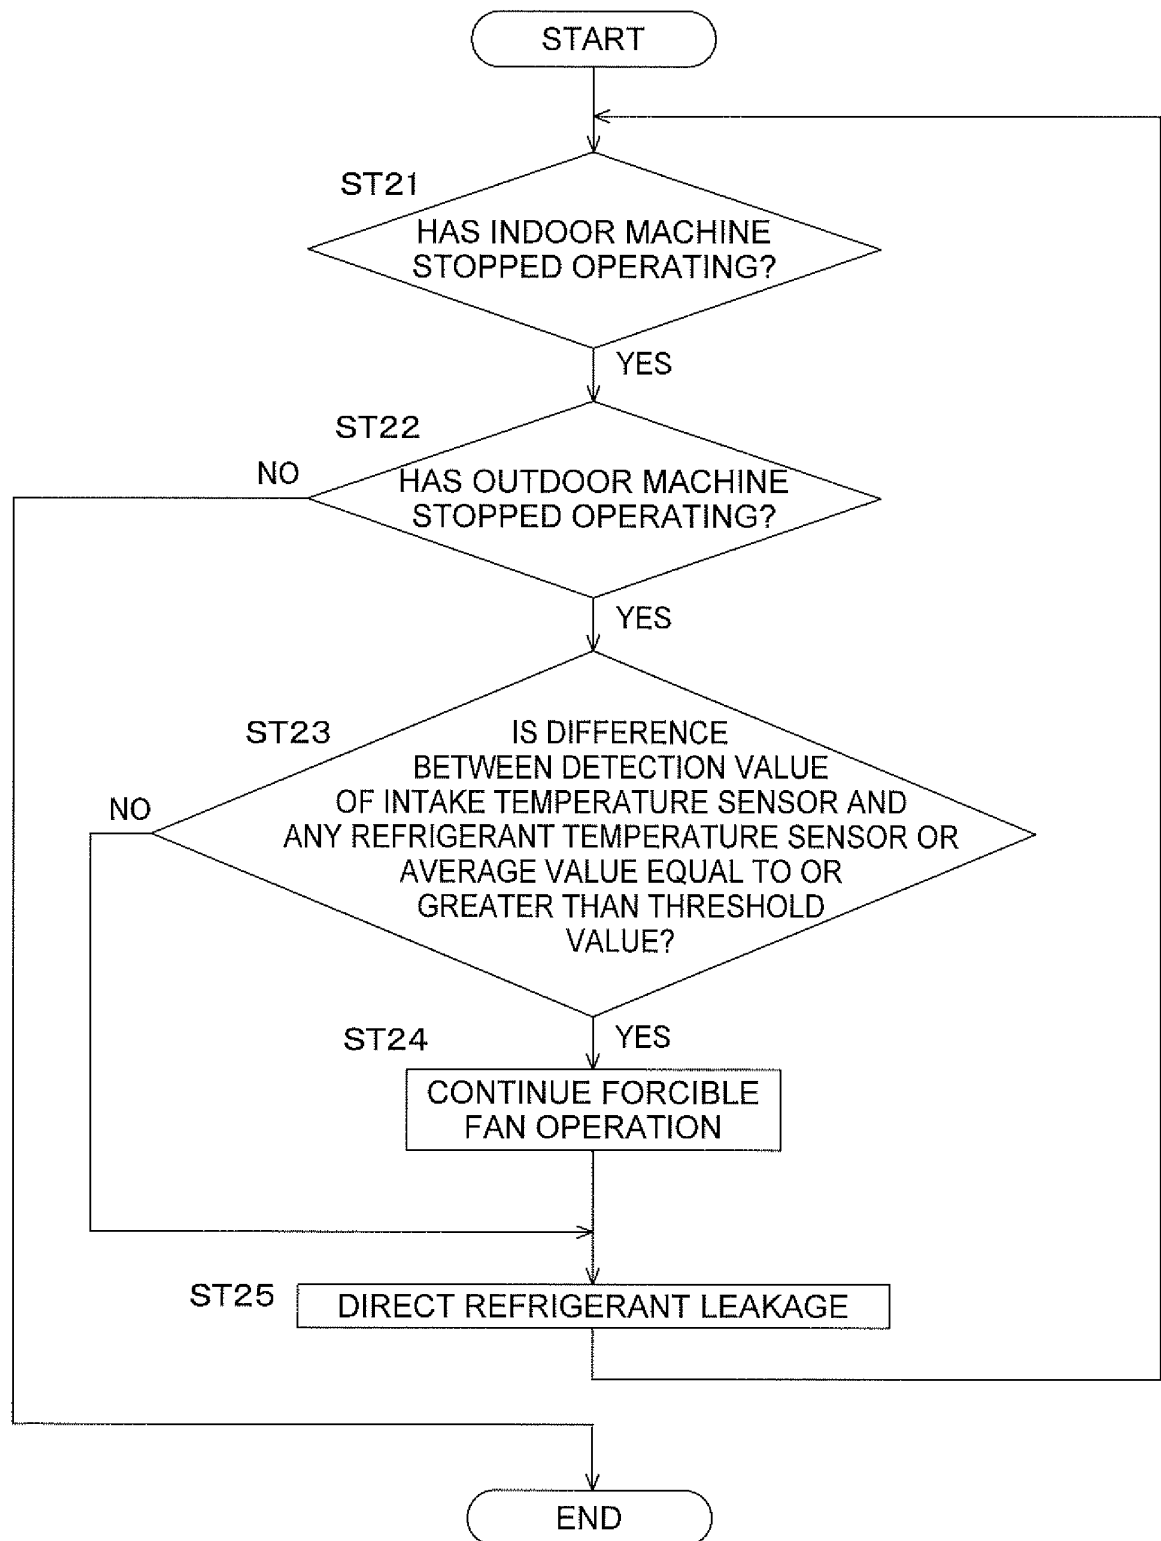 START
ST21
HAS INDOOR MACHINE
STOPPED OPERATING?
YES
ST22
NO
HAS OUTDOOR MACHINE
STOPPED OPERATING?
YES
ST23
NO
IS DIFFERENCE
BETWEEN DETECTION VALUE
OF INTAKE TEMPERATURE SENSOR AND
ANY REFRIGERANT TEMPERATURE SENSOR OR
AVERAGE VALUE EQUAL TO OR
GREATER THAN THRESHOLD
VALUE?
YES
ST24
CONTINUE FORCIBLE
FAN OPERATION
ST25
DIRECT REFRIGERANT LEAKAGE
END